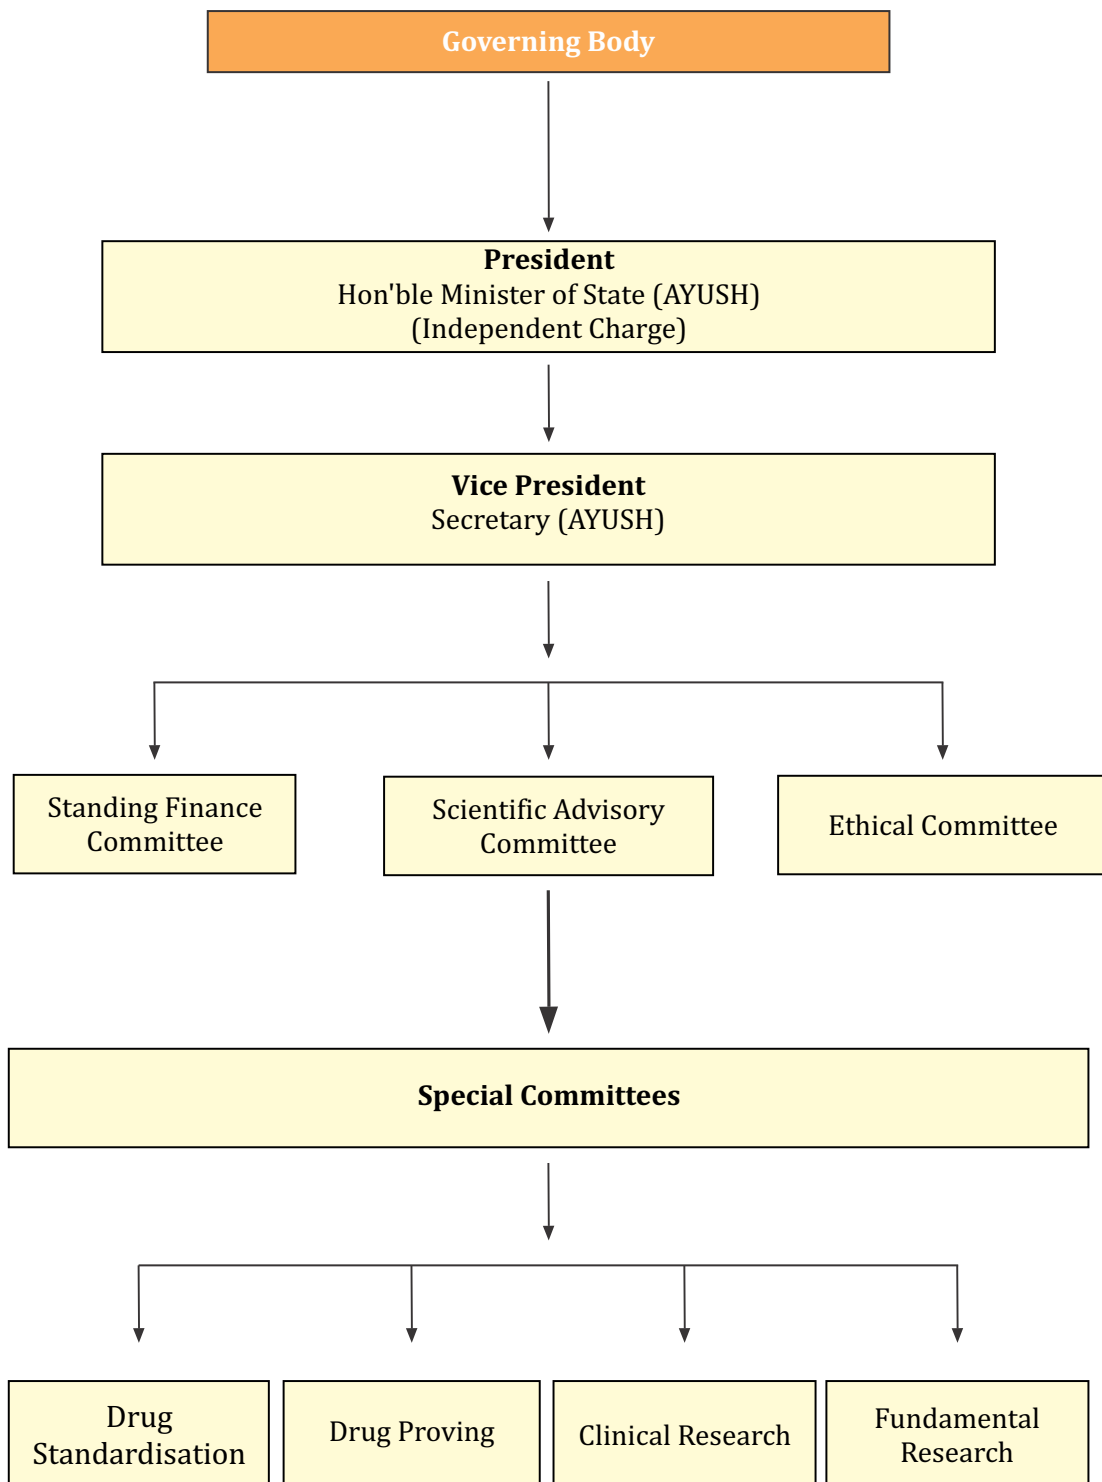 Governing Body
President
Hon'ble Minister of State (AYUSH)
(Independent Charge)
Vice President
Secretary (AYUSH)
Standing Finance
Committee
Scientific Advisory
Committee
Ethical Committee
Special Committees
Drug
Standardisation
Drug Proving
Clinical Research
Fundamental
Research